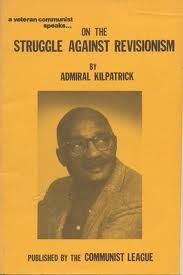 a veteran communist
speaks...
ON THE
STRUGGLE AGAINST REVISIONISM
BY
ADMIRAL KILPATRICK
PUBLISHED BY THE COMMUNIST LEAGUE